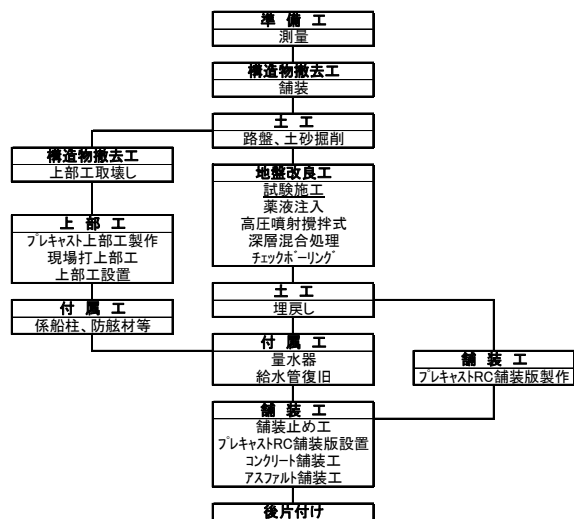 準 備 工
測量
構造物撤去工
舗装
土 工
路盤、土砂掘削
構造物撤去工
上部工取壊し
上 部 工
プレキャスト上部工製作
現場打上部工
上部工設置
付 属 工
係船柱、防舷材等
地盤改良工
試験施工
薬液注入
高圧噴射攪拌式
深層混合処理
チェックボーリング
土 工
埋戻し
付 属 工
量水器
給水管復旧
舗 装 工
プレキャストRC舗装版製作
舗 装 工
舗装止め工
プレキャストRC舗装版設置
コンクリート舗装工
アスファルト舗装工
後片付け